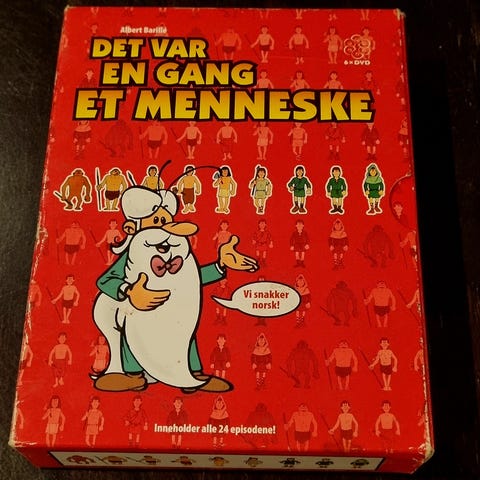 Albert Barillé
6×DVD
DET VAR
EN GANG
ET MENNESKE
Vi snakker
norsk!
Inneholder alle 24 episodene!